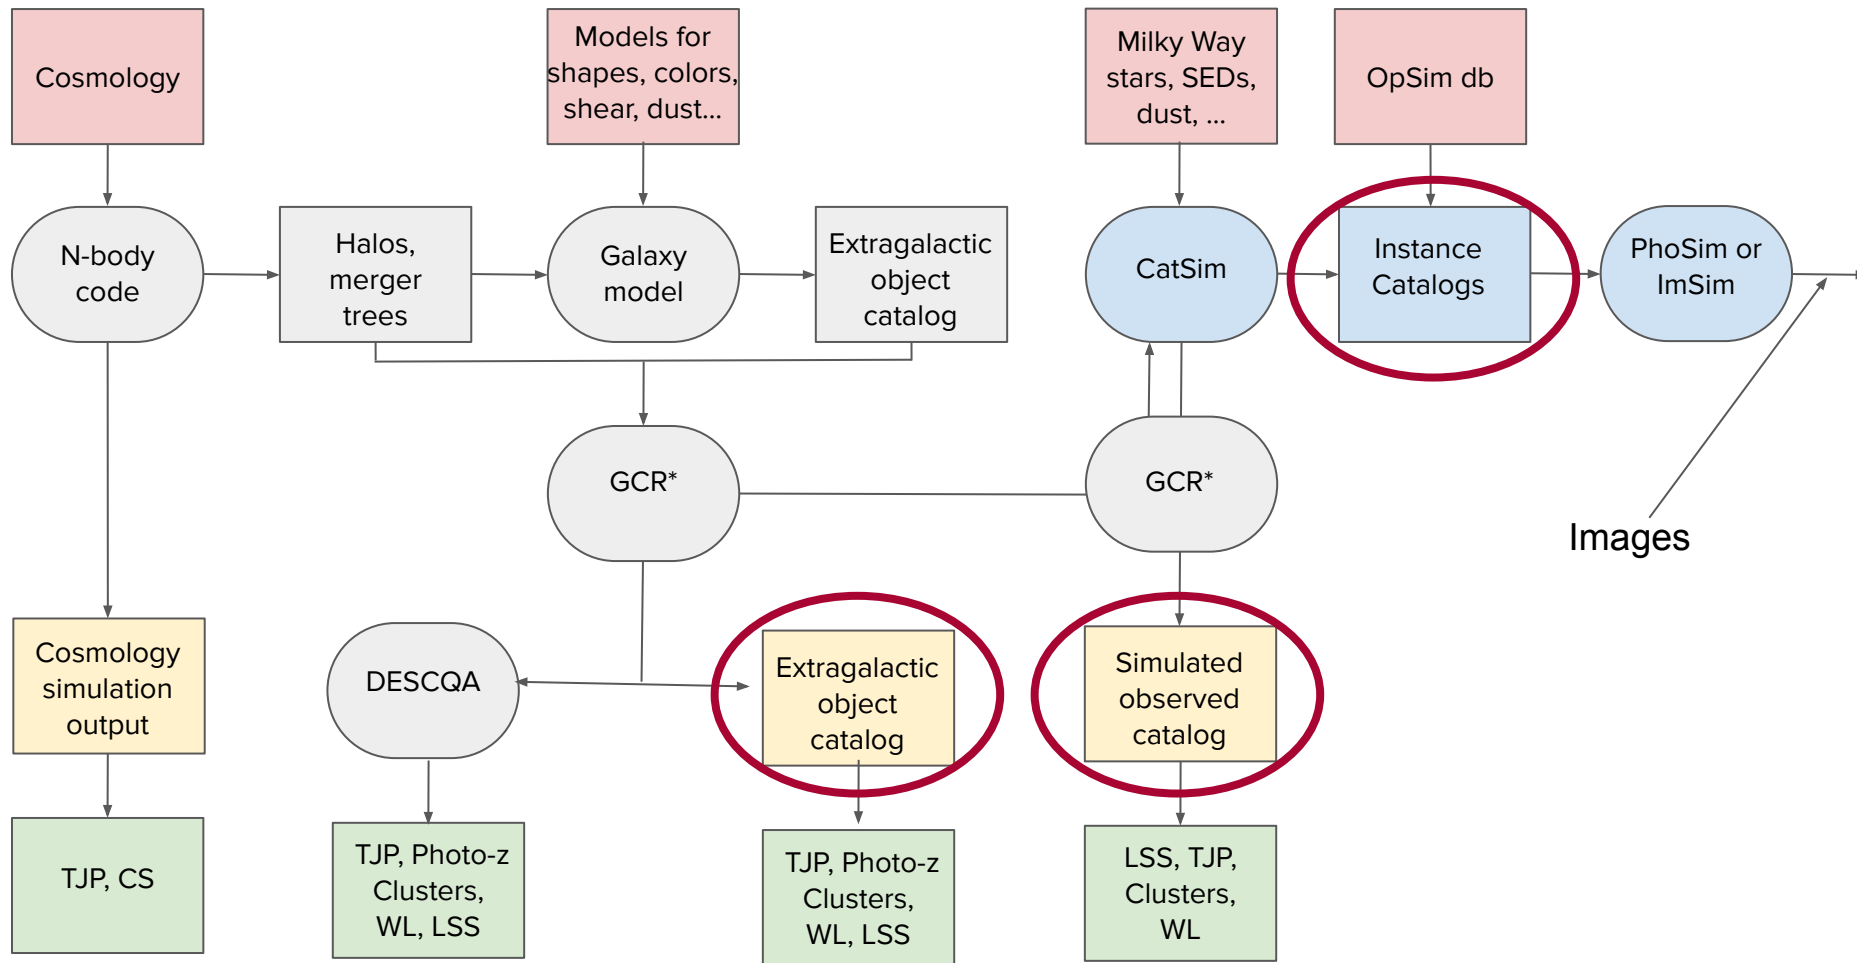 Cosmology
Models for
shapes, colors,
shear, dust...
Milky Way
stars, SEDs,
dust, ...
OpSim db
N-body
code
Halos,
merger
trees
Galaxy
model
Extragalactic
object
catalog
CatSim
Instance
Catalogs
PhoSim or
ImSim
GCR*
GCR*
Images
Cosmology
simulation
output
DESCQA
Extragalactic
object
catalog
Simulated
observed
catalog
TJP, CS
TJP, Photo-z
Clusters,
WL, LSS
TJP, Photo-z
Clusters,
WL, LSS
LSS, TJP,
Clusters,
WL